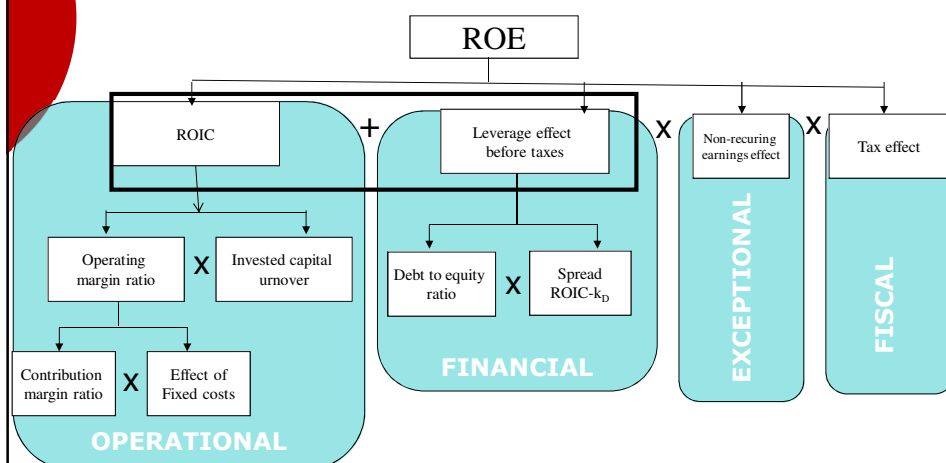 ROE
ROIC
+
Leverage effect
before taxes
x
Non-recuring
earnings effect
x
Tax effect
Operating
margin ratio
x
Invested capital
urnover
Debt to equity
ratio
x
Spread
ROIC-kD
Contribution
margin ratio
x
Effect of
Fixed costs
OPERATIONAL
FINANCIAL
EXCEPTIONAL
FISCAL